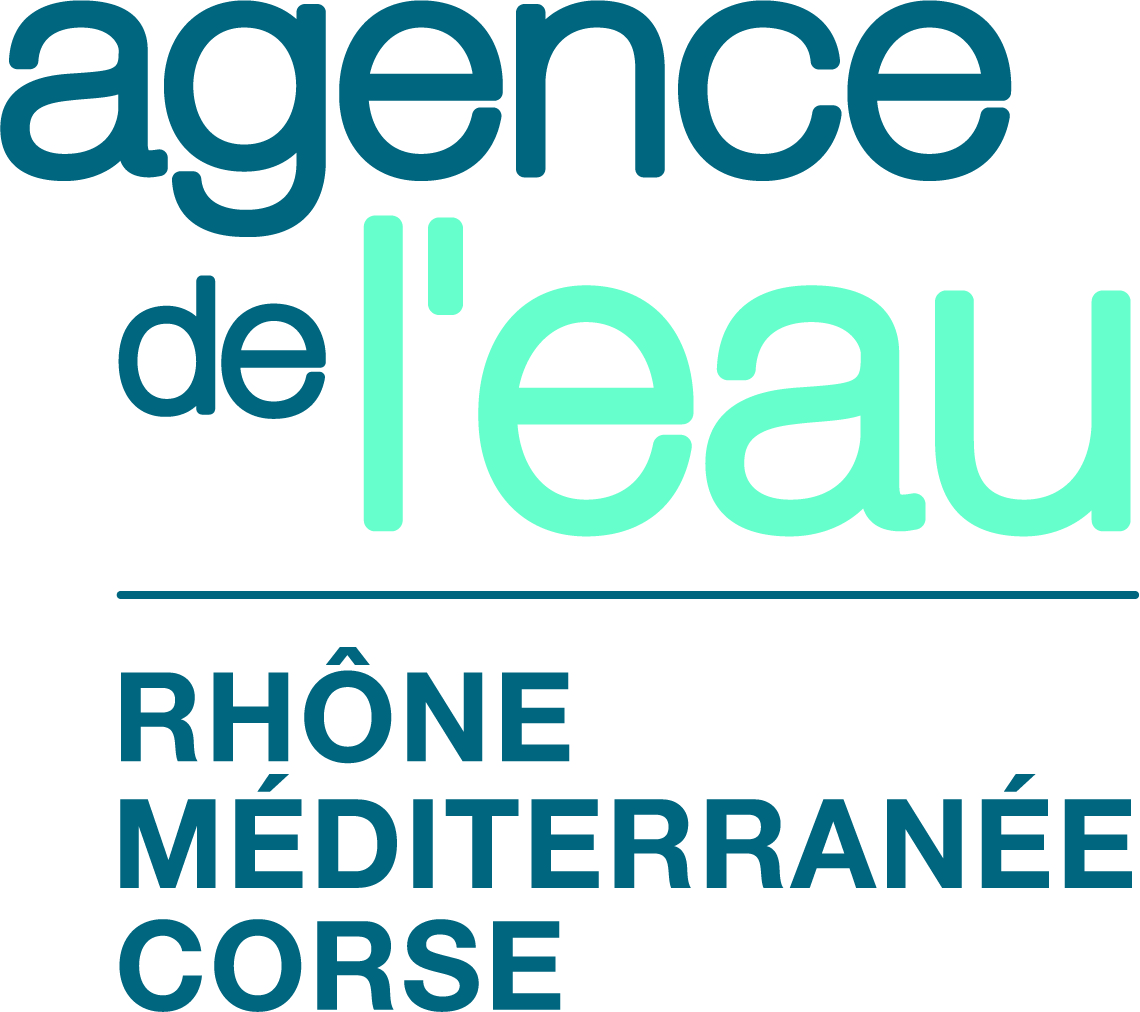 agence
de l'eau
RHÔNE
MÉDITERRANÉE
CORSE